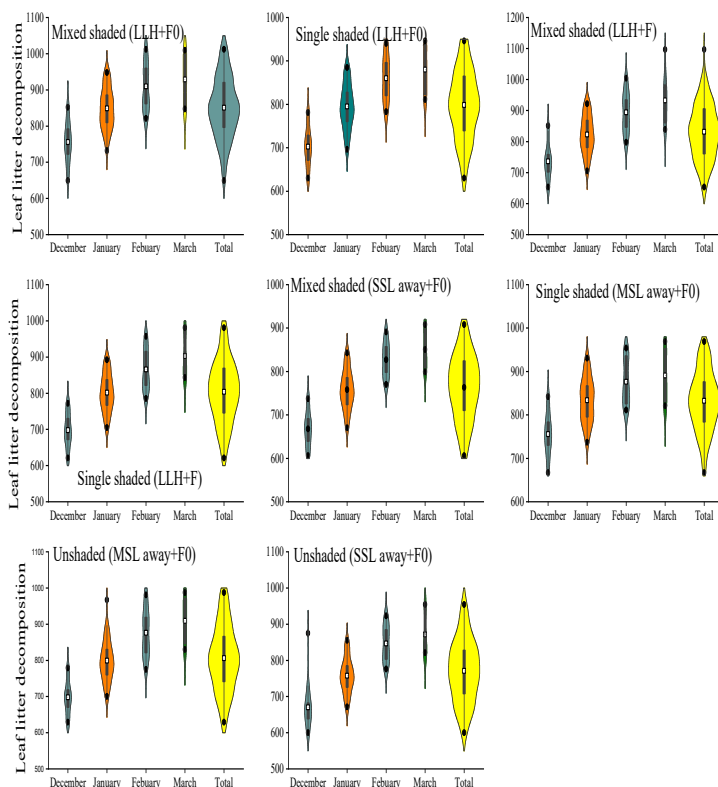 Mixed shaded (LLH+F0)
Leaf litter decomposition
1100
1000
900
800
700
600
500
December January Febuary March Total
Single shaded (LLH+F0)
1000
900
800
700
600
500
December January Febuary March Total
Mixed shaded (LLH+F)
1200
1100
1000
900
800
700
600
500
December January Febuary March Total
Leaf litter decomposition
1100
1000
900
800
700
600
500
Single shaded (LLH+F)
December January Febuary March Total
Mixed shaded (SSL away+F0)
1000
900
800
700
600
500
December January Febuary March Total
Single shaded (MSL away+F0)
1100
1000
900
800
700
600
December January Febuary March Total
Unshaded (MSL away+F0)
Leaf litter decomposition
1100
1000
900
800
700
600
500
December January Febuary March Total
Unshaded (SSL away+F0)
1100
1000
900
800
700
600
500
December January Febuary March Total